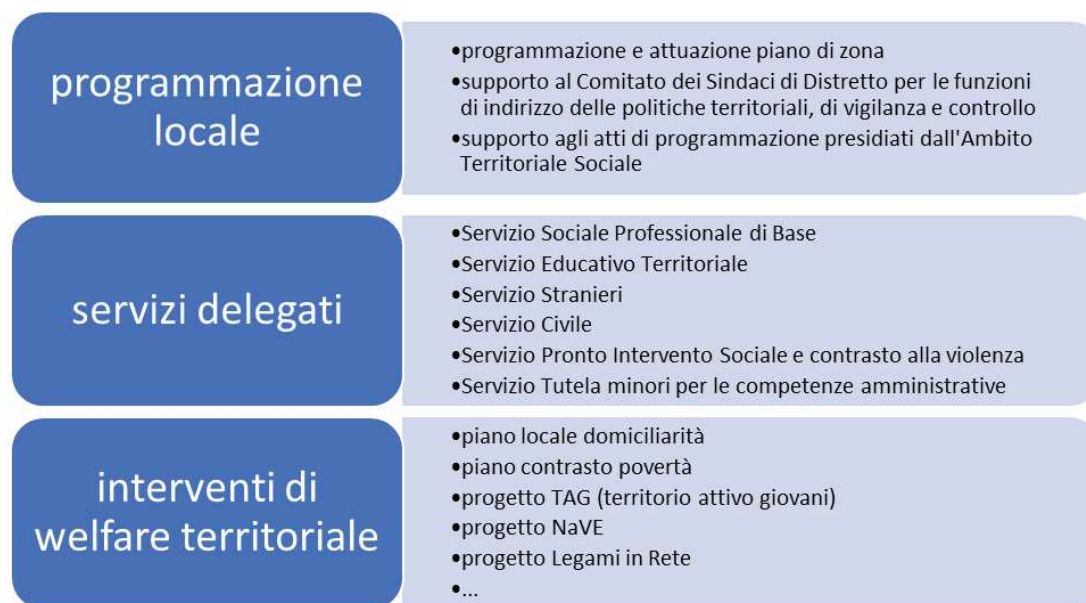 programmazione
locale
•programmazione e attuazione piano di zona
•supporto al Comitato dei Sindaci di Distretto per le funzioni
di indirizzo delle politiche territoriali, di vigilanza e controllo
•supporto agli atti di programmazione presidiati dall'Ambito
Territoriale Sociale
servizi delegati
•Servizio Sociale Professionale di Base
•Servizio Educativo Territoriale
•Servizio Stranieri
•Servizio Civile
•Servizio Pronto Intervento Sociale e contrasto alla violenza
•Servizio Tutela minori per le competenze amministrative
interventi di
welfare territoriale
•piano locale domiciliarità
•piano contrasto povertà
•progetto TAG (territorio attivo giovani)
•progetto NaVE
•progetto Legami in Rete
•...